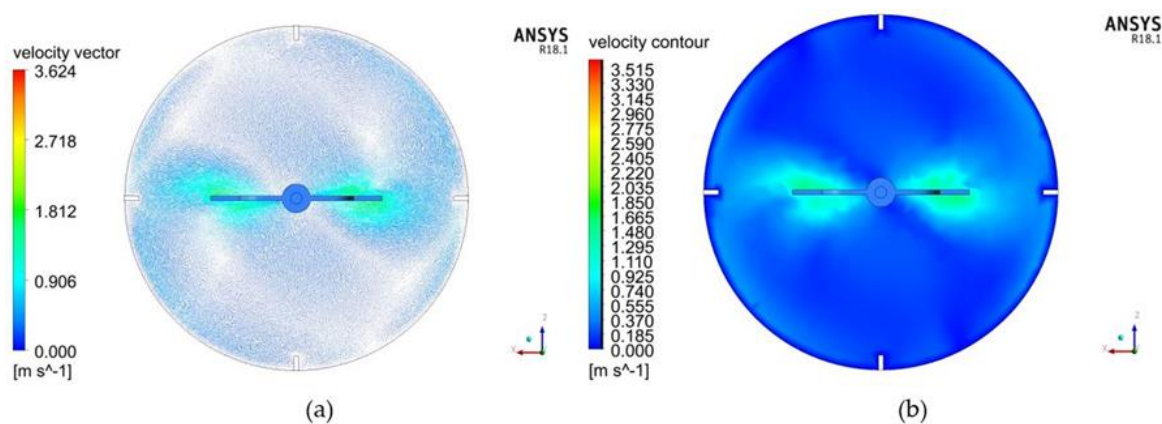 velocity vector
3.624
2.718
1.812
0.906
0.000
[m s^-1]
ANSYS
R18.1
Z
X
(a)
velocity contour
3.515
3.330
3.145
2.960
2.775
2.590
2.405
2.220
2.035
1.850
1.665
1.480
1.295
1.110
0.925
0.740
0.555
0.370
0.185
0.000
[m s^-1]
ANSYS
R18.1
Z
X
(b)